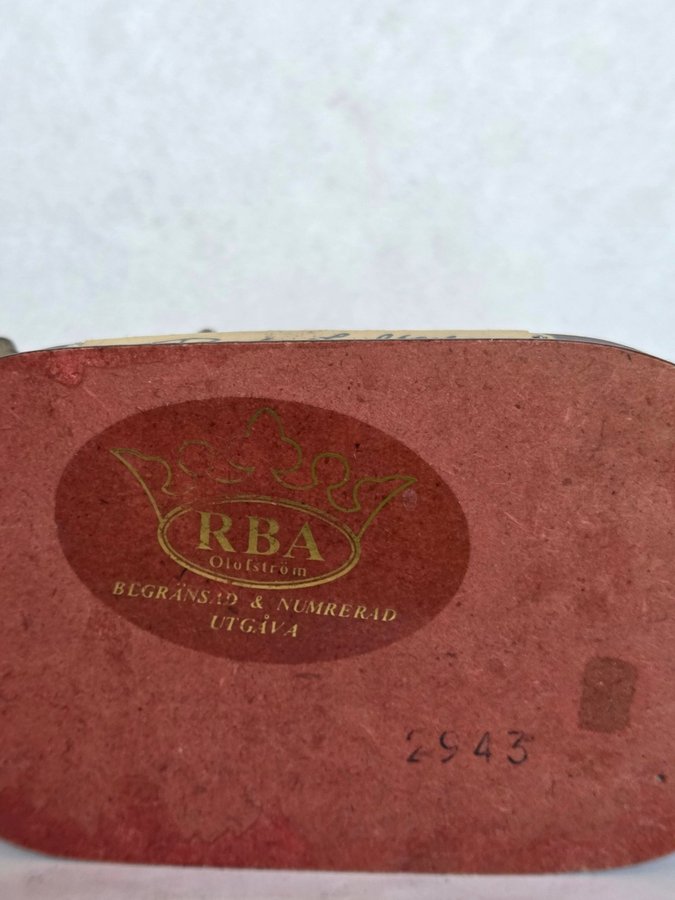 RBA
Olofström
BEGRÄNSAD & NUMRERAD
UTGÅVA
2943